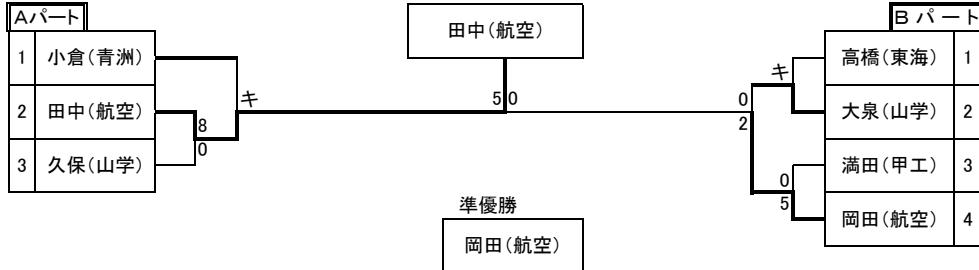 Aパート
Bパート
田中(航空)
1 小倉(青洲)
高橋(東海) 1
キ
キ
5 0
0
2 田中(航空)
大泉(山学) 2
8
2
0
3 久保(山学)
満田(甲工) 3
0
5
準優勝
岡田(航空) 4
岡田(航空)